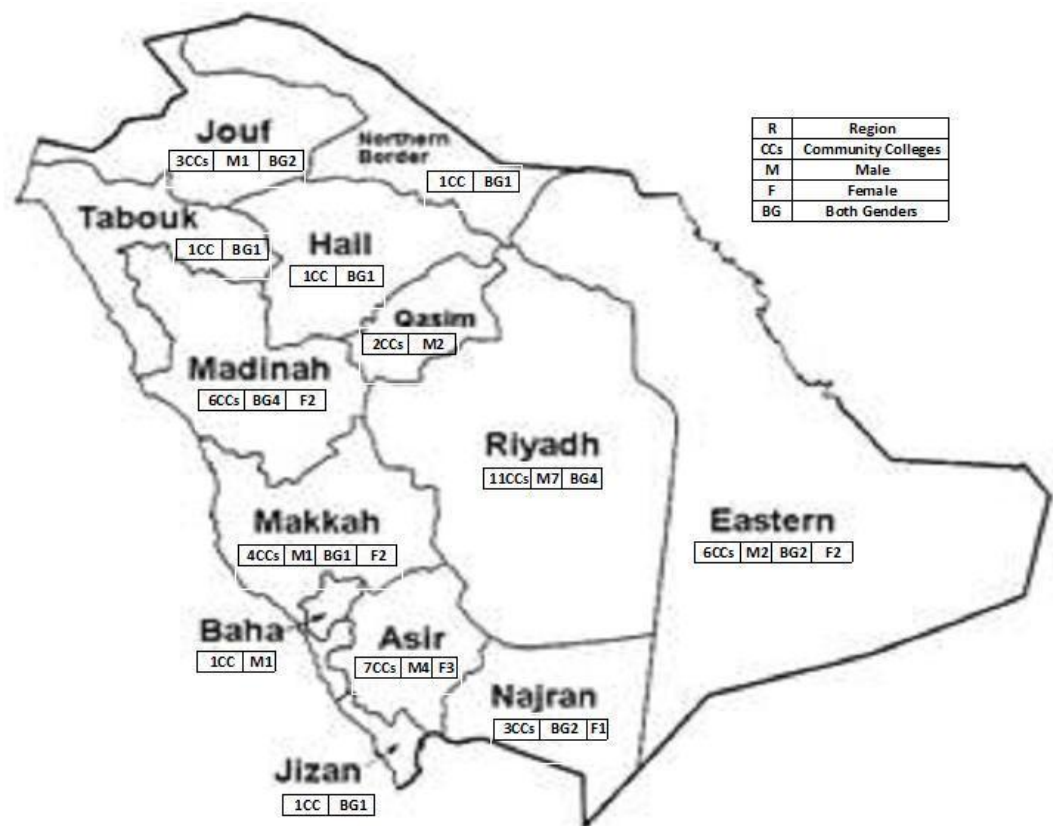 Jouf
3CCs M1 BG2
Northern
Border
1CC BG1
R Region
CCs Community Colleges
M Male
F Female
BG Both Genders
Tabouk
1CC BG1
Hail
1CC BG1
Qasim
2CCs M2
Madinah
6CCs BG4 F2
Riyadh
11CCs M7 BG4
Makkah
4CCs M1 BG1 F2
Eastern
6CCs M2 BG2 F2
Baha
1CC M1
Asir
7CCs M4 F3
Najran
3CCs BG2 F1
Jizan
1CC BG1